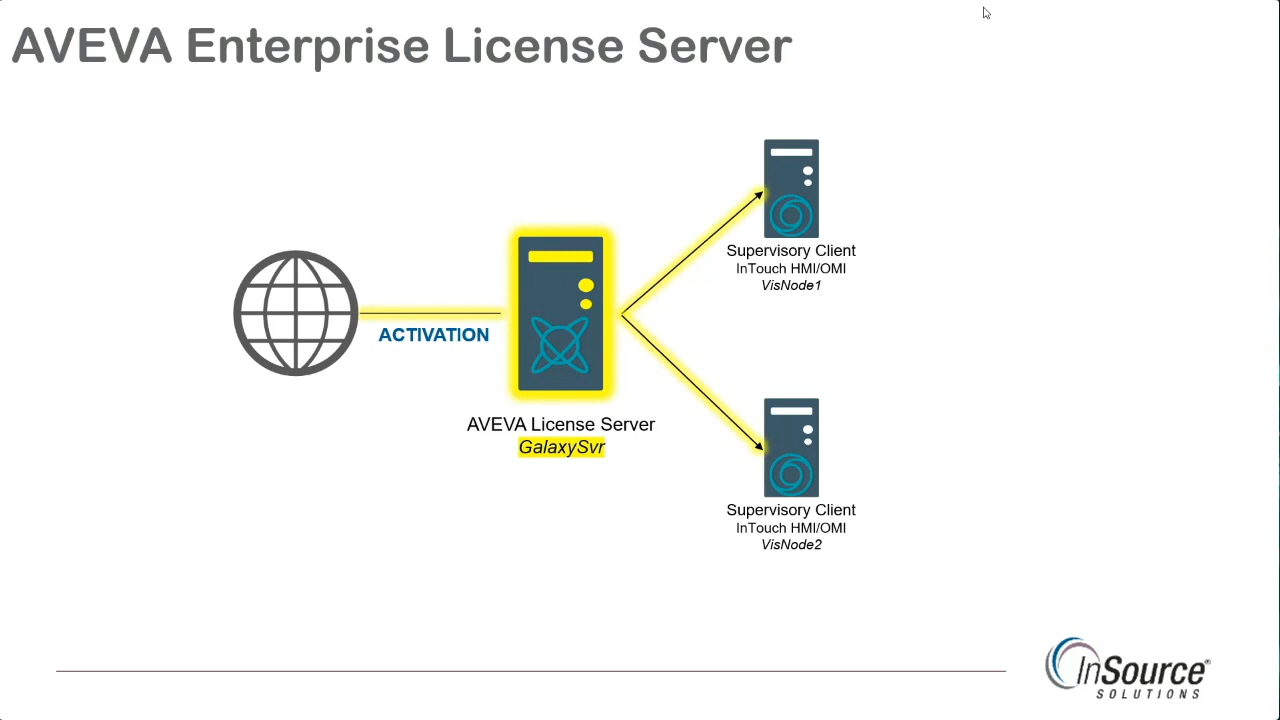 AVEVA Enterprise License Server
Supervisory Client
InTouch HMI/OMI
VisNode1
ACTIVATION
AVEVA License Server
GalaxySvr
Supervisory Client
InTouch HMI/OMI
VisNode2
InSource®
SOLUTIONS